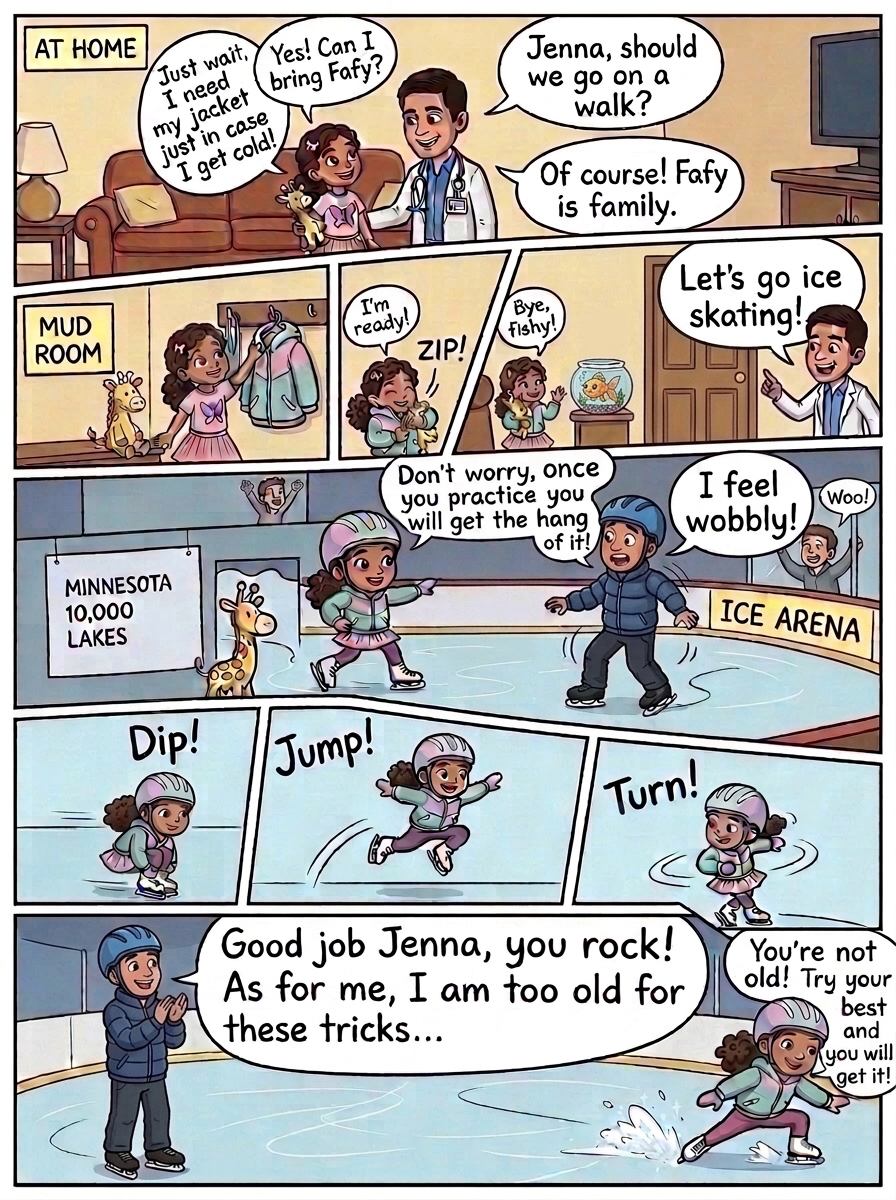 AT HOME
Jenna, should
we go on a
walk?
Yes! Can I
bring Fafy?
Of course! Fafy
is family.
Just wait,
I need
my jacket
just in case
I get cold!
MUD
ROOM
I'm
ready!
ZIP!
Bye,
fishy!
Let's go ice
skating!
MINNESOTA
10,000
LAKES
Don't worry, once
you practice you
will get the hang
of it!
I feel
wobbly!
Woo!
ICE ARENA
Dip!
Jump!
Turn!
Good job Jenna, you rock!
As for me, I am too old for
these tricks...
You're not
old! Try your
best
and
you will
get it!